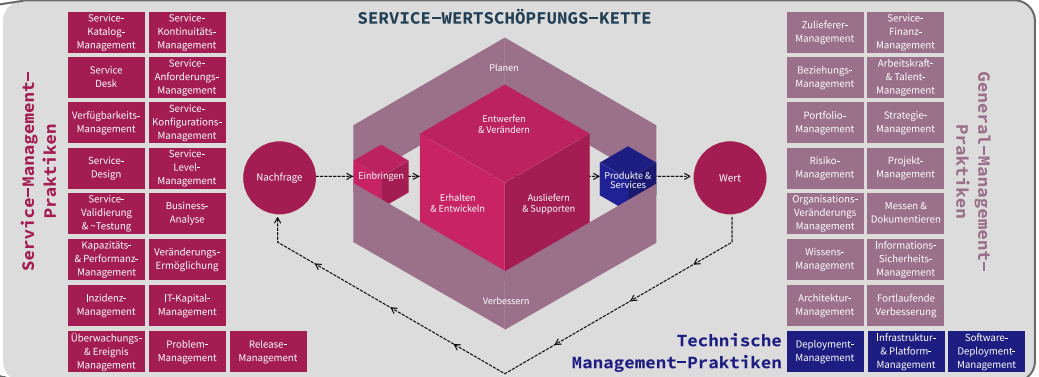 SERVICE–WERTSCHÖPFUNGS-KETTE
Service-Management-
Praktiken
Service-
Katalog-
Management
Service-
Kontinuitäts-
Management
Service
Desk
Service-
Anforderungs-
Management
Verfügbarkeits-
Management
Service-
Konfigurations-
Management
Service-
Design
Service-
Level-
Management
Service-
Validierung
& ~Testung
Business-
Analyse
Kapazitäts-
& Performanz-
Management
Veränderungs-
Ermöglichung
Inzidenz-
Management
IT-Kapital-
Management
Überwachungs-
& Ereignis
Management
Problem-
Management
Release-
Management
Nachfrage
Planen
Einbringen
Entwerfen
& Verändern
Erhalten
& Entwickeln
Ausliefern
& Supporten
Produkte &
Services
Verbessern
Wert
Zulieferer-
Management
Service-
Finanz-
Management
Beziehungs-
Management
Arbeitskraft-
& Talent-
Management
Portfolio-
Management
Strategie-
Management
Risiko-
Management
Projekt-
Management
Organisations-
Veränderungs
Management
Messen &
Dokumentieren
Wissens-
Management
Informations-
Sicherheits-
Management
Architektur-
Management
Fortlaufende
Verbesserung
General-Management-
Praktiken
Technische
Management-Praktiken
Deployment-
Management
Infrastruktur-
& Platform-
Management
Software-
Deployment-
Management